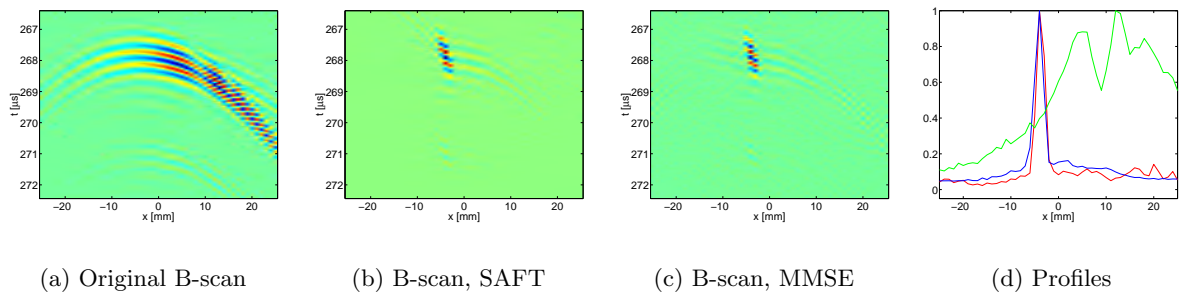 267
268
269
270
271
272
t [µs]
−20 −10 0 10 20
x [mm]
267
268
269
270
271
272
t [µs]
−20 −10 0 10 20
x [mm]
267
268
269
270
271
272
t [µs]
−20 −10 0 10 20
x [mm]
1
0.8
0.6
0.4
0.2
0
−20 −10 0 10 20
x [mm]
(a) Original B-scan
(b) B-scan, SAFT
(c) B-scan, MMSE
(d) Profiles